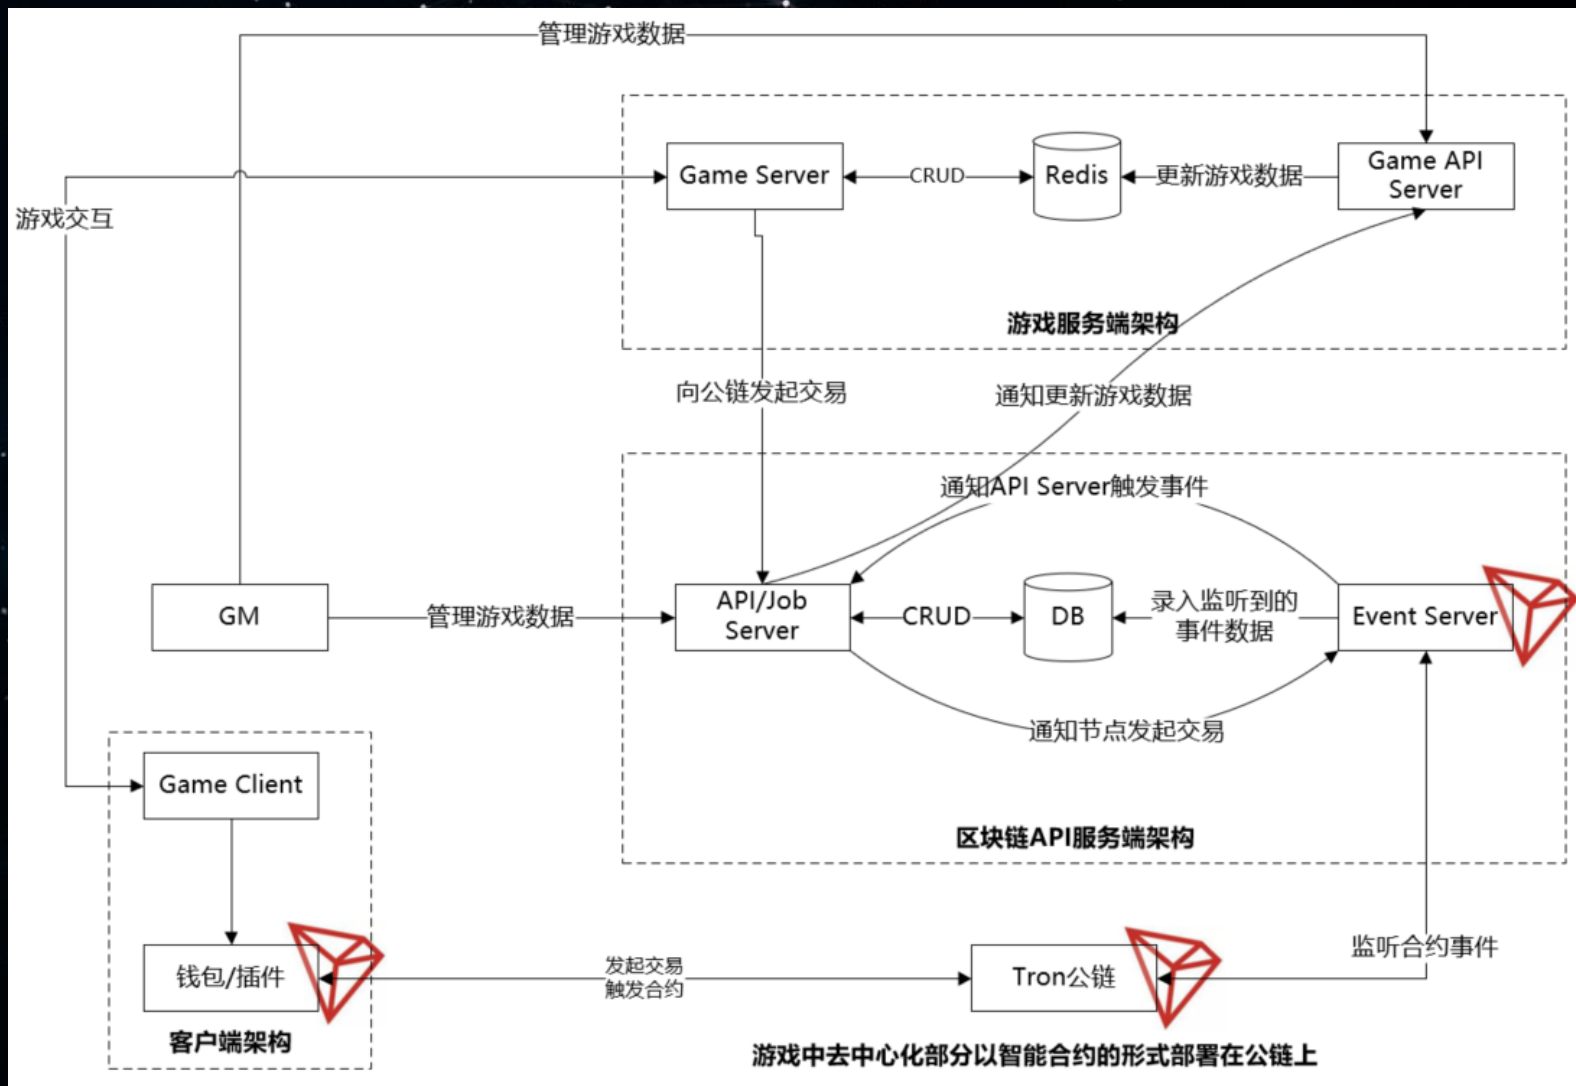 管理游戏数据
Game Server
CRUD
Redis
更新游戏数据
Game API
Server
游戏交互
游戏服务端架构
向公链发起交易
通知更新游戏数据
通知API Server触发事件
GM
管理游戏数据
API/Job
Server
CRUD
DB
录入监听到的
事件数据
Event Server
通知节点发起交易
Game Client
区块链API服务端架构
钱包/插件
发起交易
触发合约
Tron公链
监听合约事件
客户端架构
游戏中去中心化部分以智能合约的形式部署在公链上